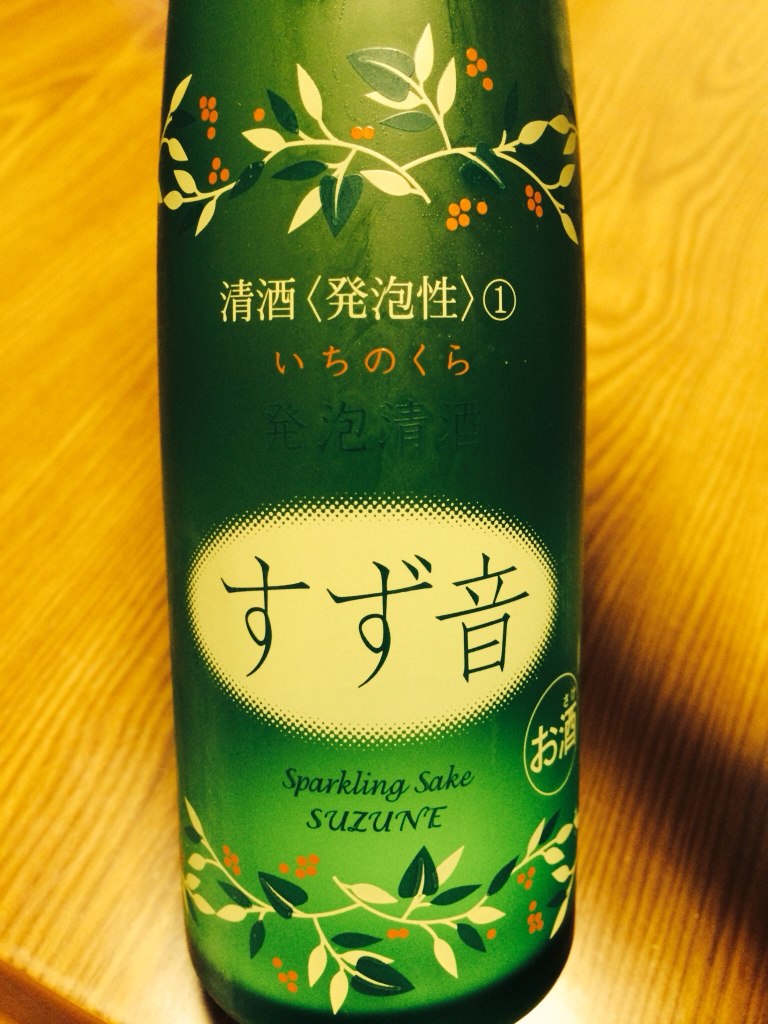 清酒〈発泡性〉①
いちのくら
発泡清酒
すず音
お酒
Sparkling Sake
SUZUNE